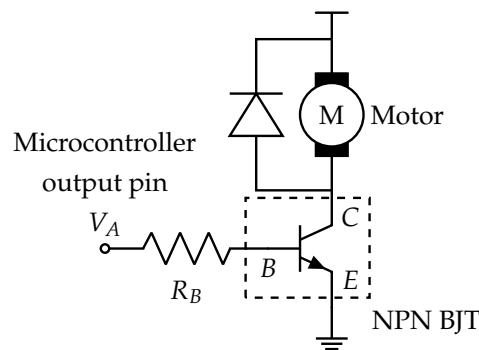 M
Motor
Microcontroller
output pin
V_A
C
B
E
R_B
NPN BJT